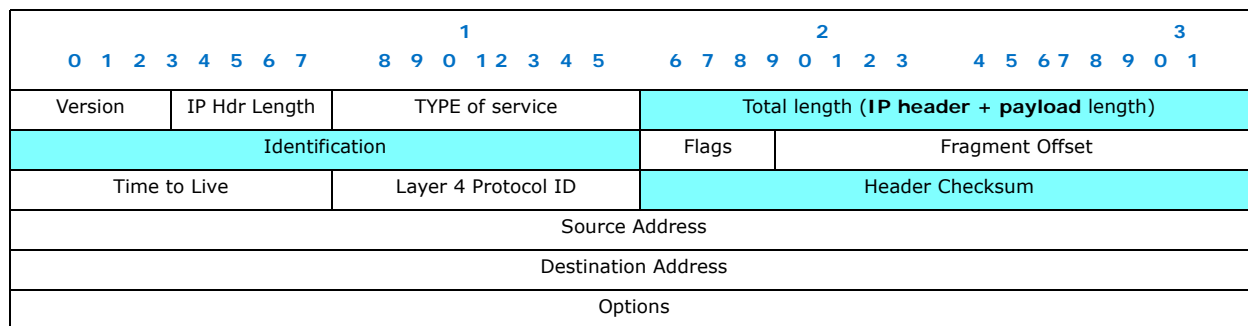 1 2 3
0 1 2 3 4 5 6 7 8 9 0 1 2 3 4 5 6 7 8 9 0 1 2 3 4 5 6 7 8 9 0 1
Version IP Hdr Length TYPE of service Total length (IP header + payload length)
Identification Flags Fragment Offset
Time to Live Layer 4 Protocol ID Header Checksum
Source Address
Destination Address
Options